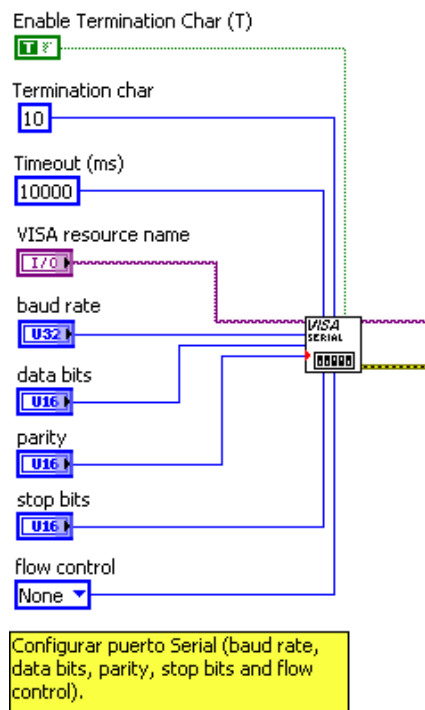 Enable Termination Char (T)
T F
Termination char
10
Timeout (ms)
10000
VISA resource name
I/O
baud rate
U32
VISA
SERIAL
data bits
U16
parity
U16
stop bits
U16
flow control
None
Configurar puerto Serial (baud rate,
data bits, parity, stop bits and flow
control).